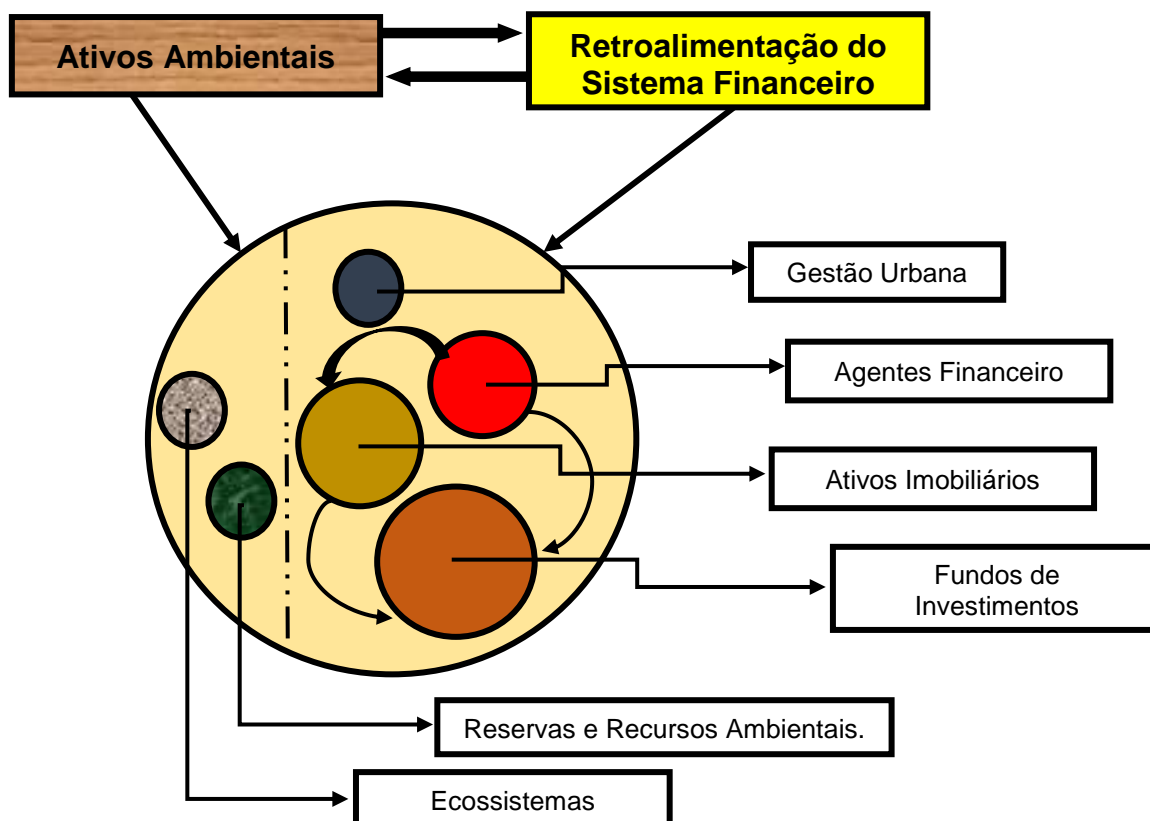 Ativos Ambientais
Retroalimentação do
Sistema Financeiro
Gestão Urbana
Agentes Financeiro
Ativos Imobiliários
Fundos de
Investimentos
Reservas e Recursos Ambientais.
Ecossistemas